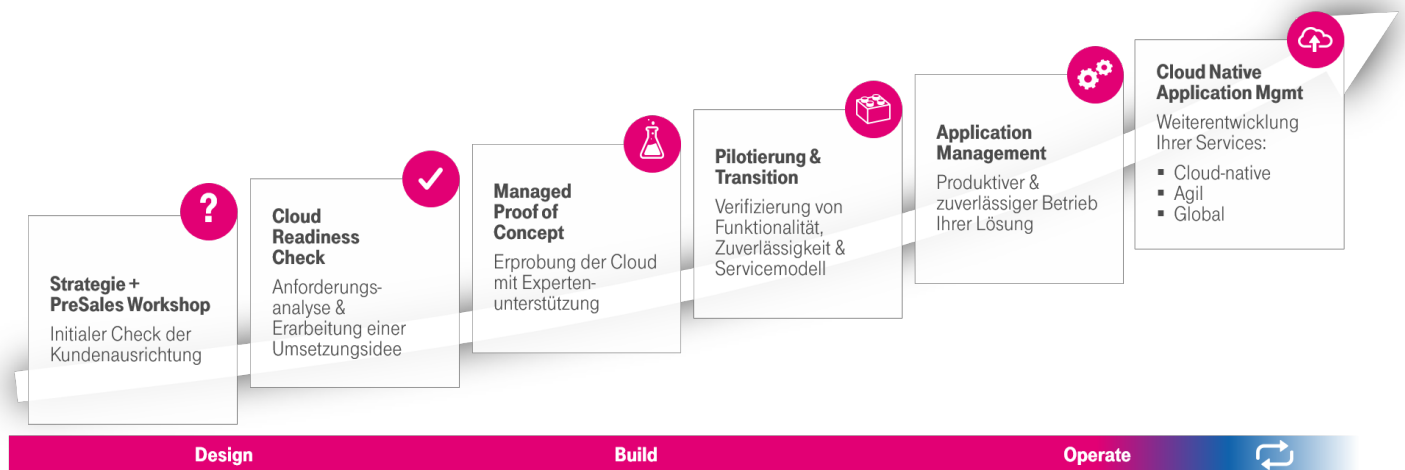 ?
Strategie +
PreSales Workshop
Initialer Check der
Kundenausrichtung
Cloud
Readiness
Check
Anforderungs-
analyse &
Erarbeitung einer
Umsetzungsidee
Managed
Proof of
Concept
Erprobung der Cloud
mit Experten-
unterstützung
Pilotierung &
Transition
Verifizierung von
Funktionalität,
Zuverlässigkeit &
Servicemodell
Application
Management
Produktiver &
zuverlässiger Betrieb
Ihrer Lösung
Cloud Native
Application Mgmt
Weiterentwicklung
Ihrer Services:
▪ Cloud-native
▪ Agil
▪ Global
Design
Build
Operate